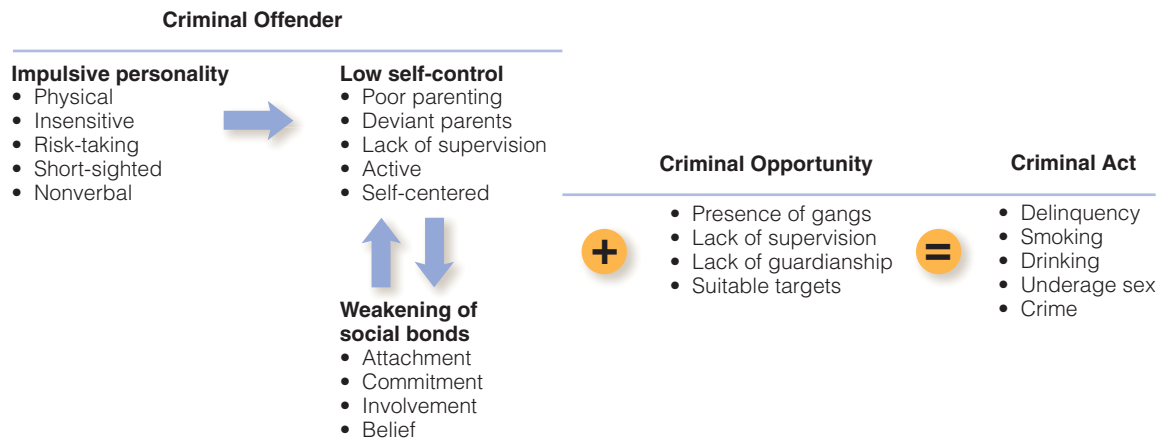 Criminal Offender
Impulsive personality
• Physical
• Insensitive
• Risk-taking
• Short-sighted
• Nonverbal
Low self-control
• Poor parenting
• Deviant parents
• Lack of supervision
• Active
• Self-centered
Weakening of
social bonds
• Attachment
• Commitment
• Involvement
• Belief
+
Criminal Opportunity
• Presence of gangs
• Lack of supervision
• Lack of guardianship
• Suitable targets
=
Criminal Act
• Delinquency
• Smoking
• Drinking
• Underage sex
• Crime